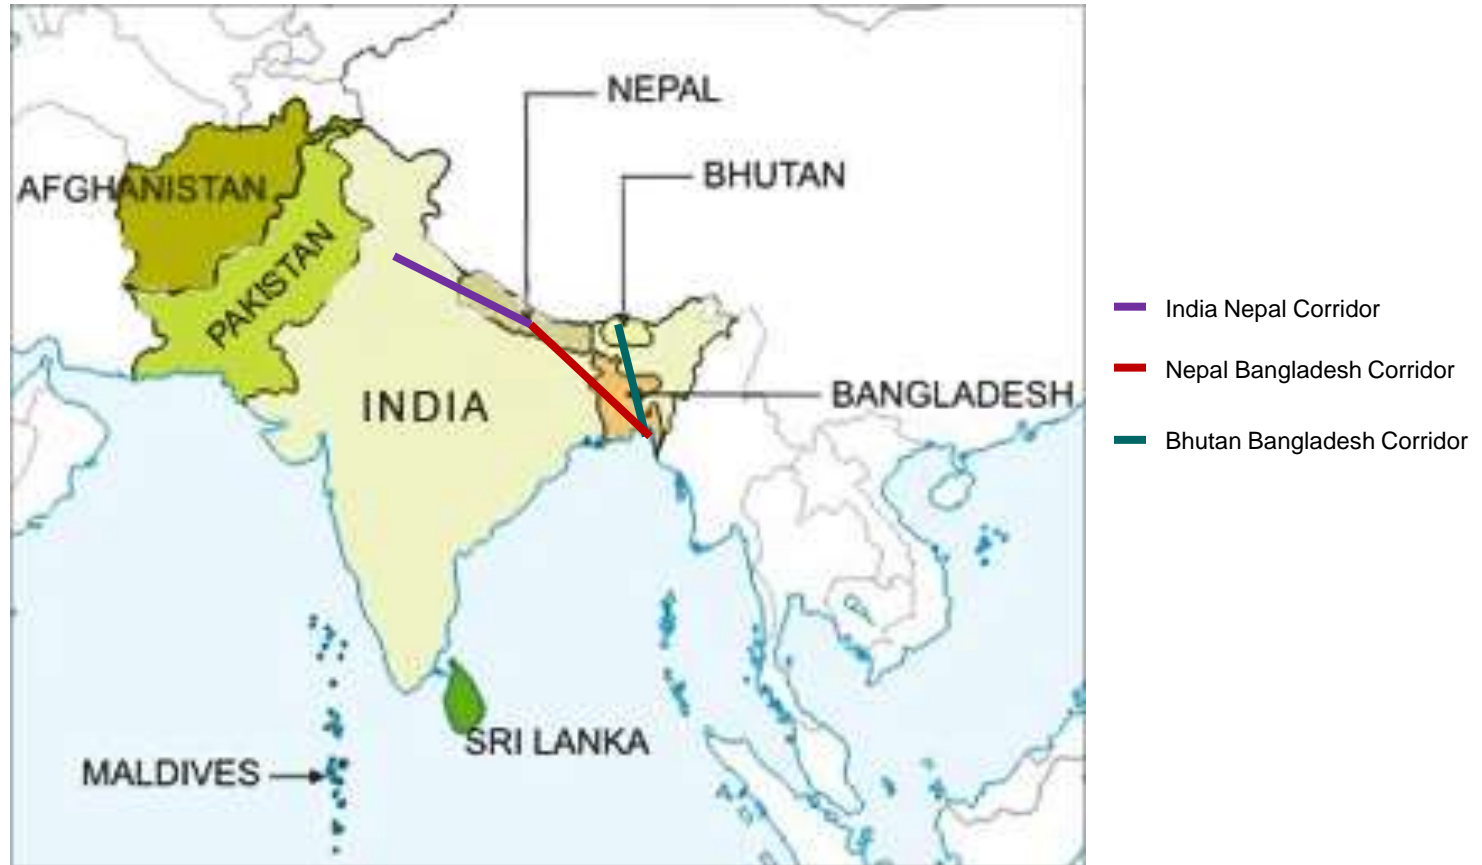 NEPAL
BHUTAN
AFGHANISTAN
PAKISTAN
INDIA
BANGLADESH
SRI LANKA
MALDIVES
India Nepal Corridor
Nepal Bangladesh Corridor
Bhutan Bangladesh Corridor